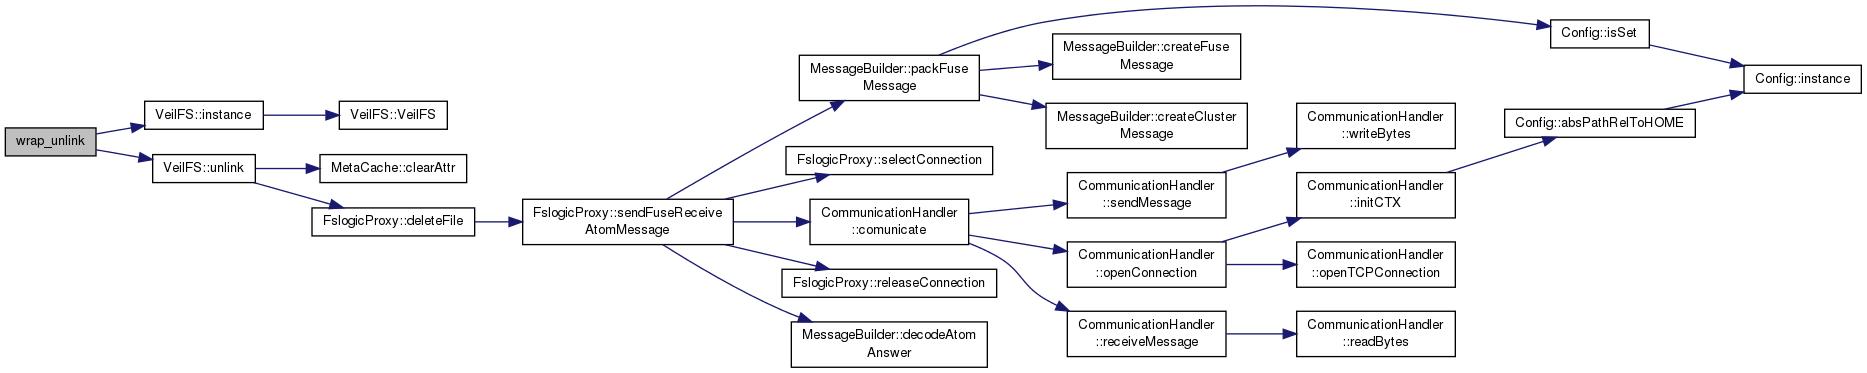 wrap_unlink
VeilFS::instance
VeilFS::unlink
VeilFS::VeilFS
MetaCache::clearAttr
FslogicProxy::deleteFile
FslogicProxy::sendFuseReceive
AtomMessage
MessageBuilder::packFuse
Message
FslogicProxy::selectConnection
CommunicationHandler
::comunicate
FslogicProxy::releaseConnection
MessageBuilder::decodeAtom
Answer
MessageBuilder::createFuse
Message
MessageBuilder::createCluster
Message
CommunicationHandler
::sendMessage
CommunicationHandler
::openConnection
CommunicationHandler
::receiveMessage
CommunicationHandler
::writeBytes
CommunicationHandler
::initCTX
CommunicationHandler
::openTCPConnection
CommunicationHandler
::readBytes
Config::isSet
Config::absPathRelToHOME
Config::instance